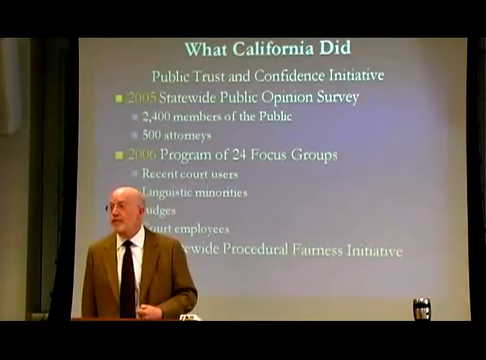 What California Did
Public Trust and Confidence Initiative
2005 Statewide Public Opinion Survey
2,400 members of the Public
500 attorneys
2006 Program of 24 Focus Groups
Recent court users
Linguistic minorities
Judges
Court employees
Procedural Fairness Initiative